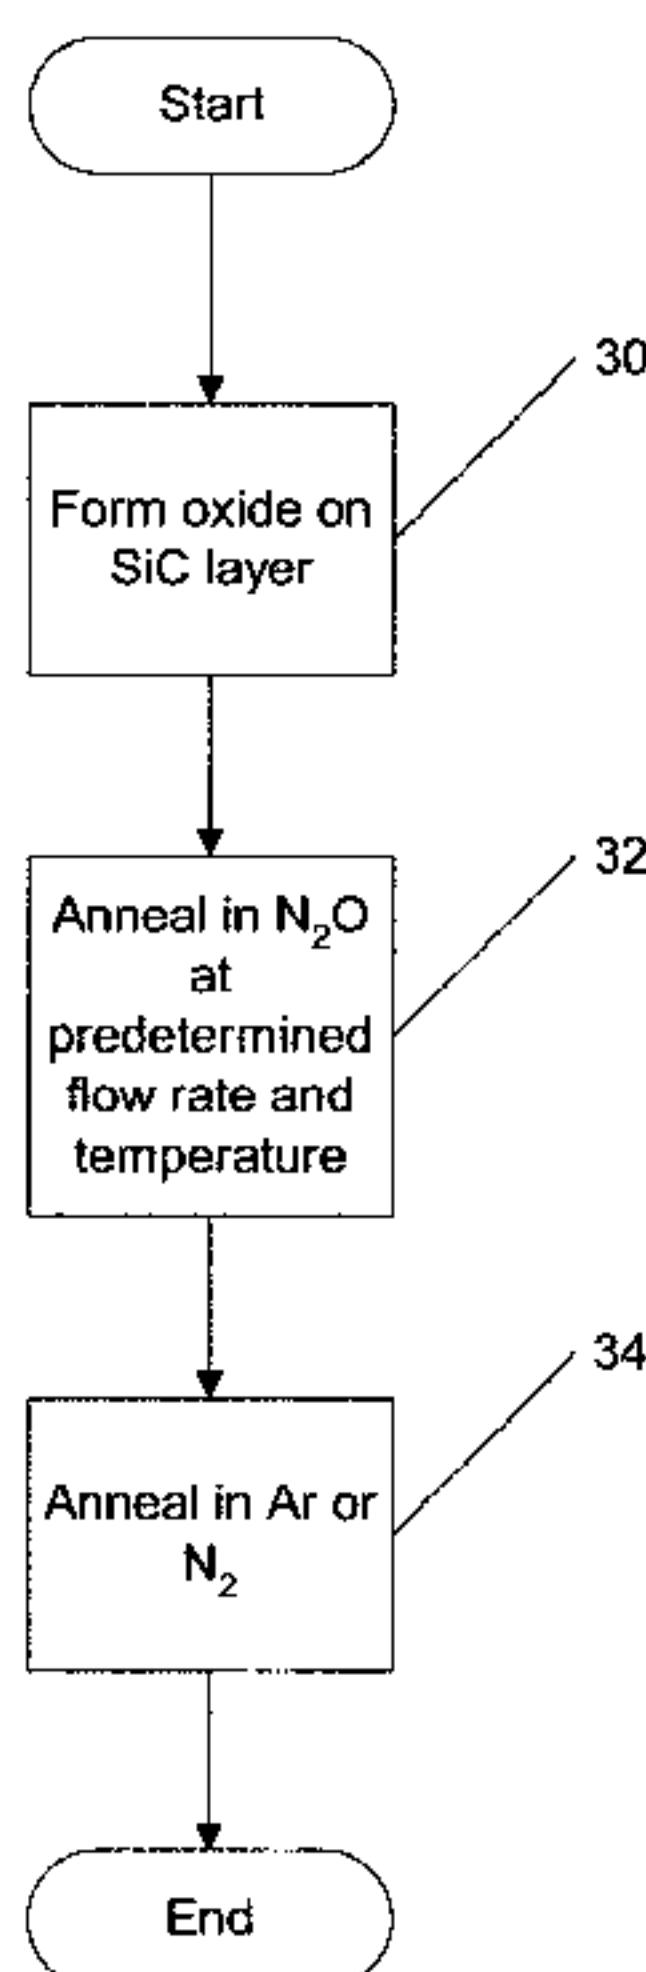 Start
30
Form oxide on
SiC layer
32
Anneal in N₂O
at
predetermined
flow rate and
temperature
34
Anneal in Ar or
N₂
End